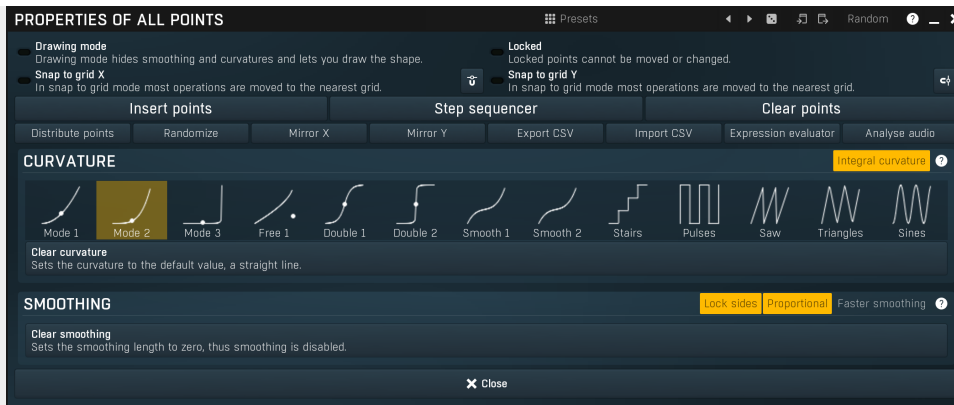 PROPERTIES OF ALL POINTS
Presets
Random
?
Drawing mode
Drawing mode hides smoothing and curvatures and lets you draw the shape.
Locked
Locked points cannot be moved or changed.
Snap to grid X
In snap to grid mode most operations are moved to the nearest grid.
Snap to grid Y
In snap to grid mode most operations are moved to the nearest grid.
Insert points
Step sequencer
Clear points
Distribute points
Randomize
Mirror X
Mirror Y
Export CSV
Import CSV
Expression evaluator
Analyse audio
CURVATURE
Integral curvature
?
Mode 1
Mode 2
Mode 3
Free 1
Double 1
Double 2
Smooth 1
Smooth 2
Stairs
Pulses
Saw
Triangles
Sines
Clear curvature
Sets the curvature to the default value, a straight line.
SMOOTHING
Lock sides
Proportional
Faster smoothing
?
Clear smoothing
Sets the smoothing length to zero, thus smoothing is disabled.
Close